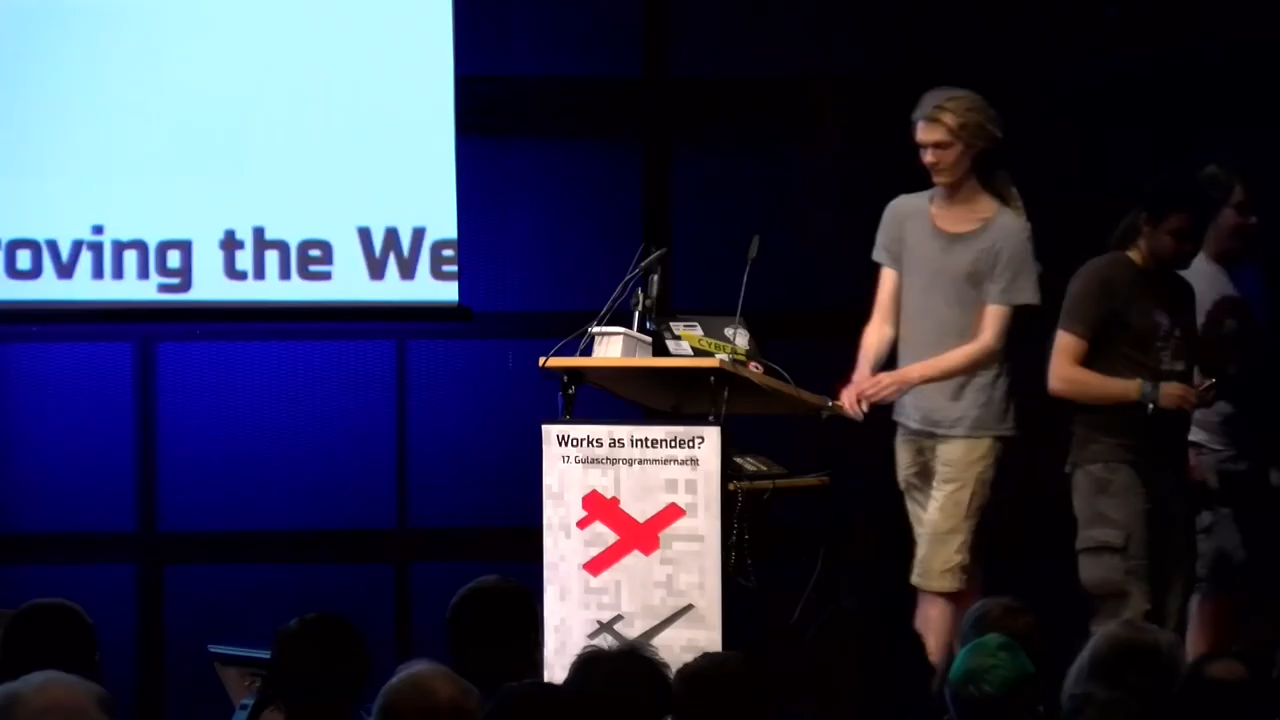 roving the We
CYBER
Works as intended?
17. Gulaschprogrammiernacht